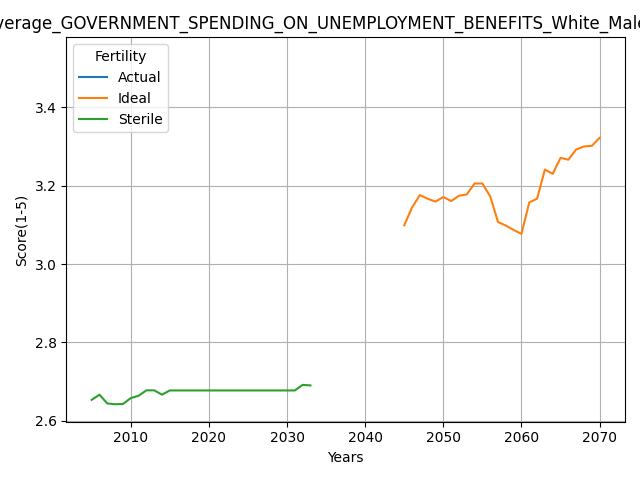 verage_GOVERNMENT_SPENDING_ON_UNEMPLOYMENT_BENEFITS_White_Male
Fertility
Actual
Ideal
Sterile
Score(1-5)
3.4
3.2
3.0
2.8
2.6
2010 2020 2030 2040 2050 2060 2070
Years